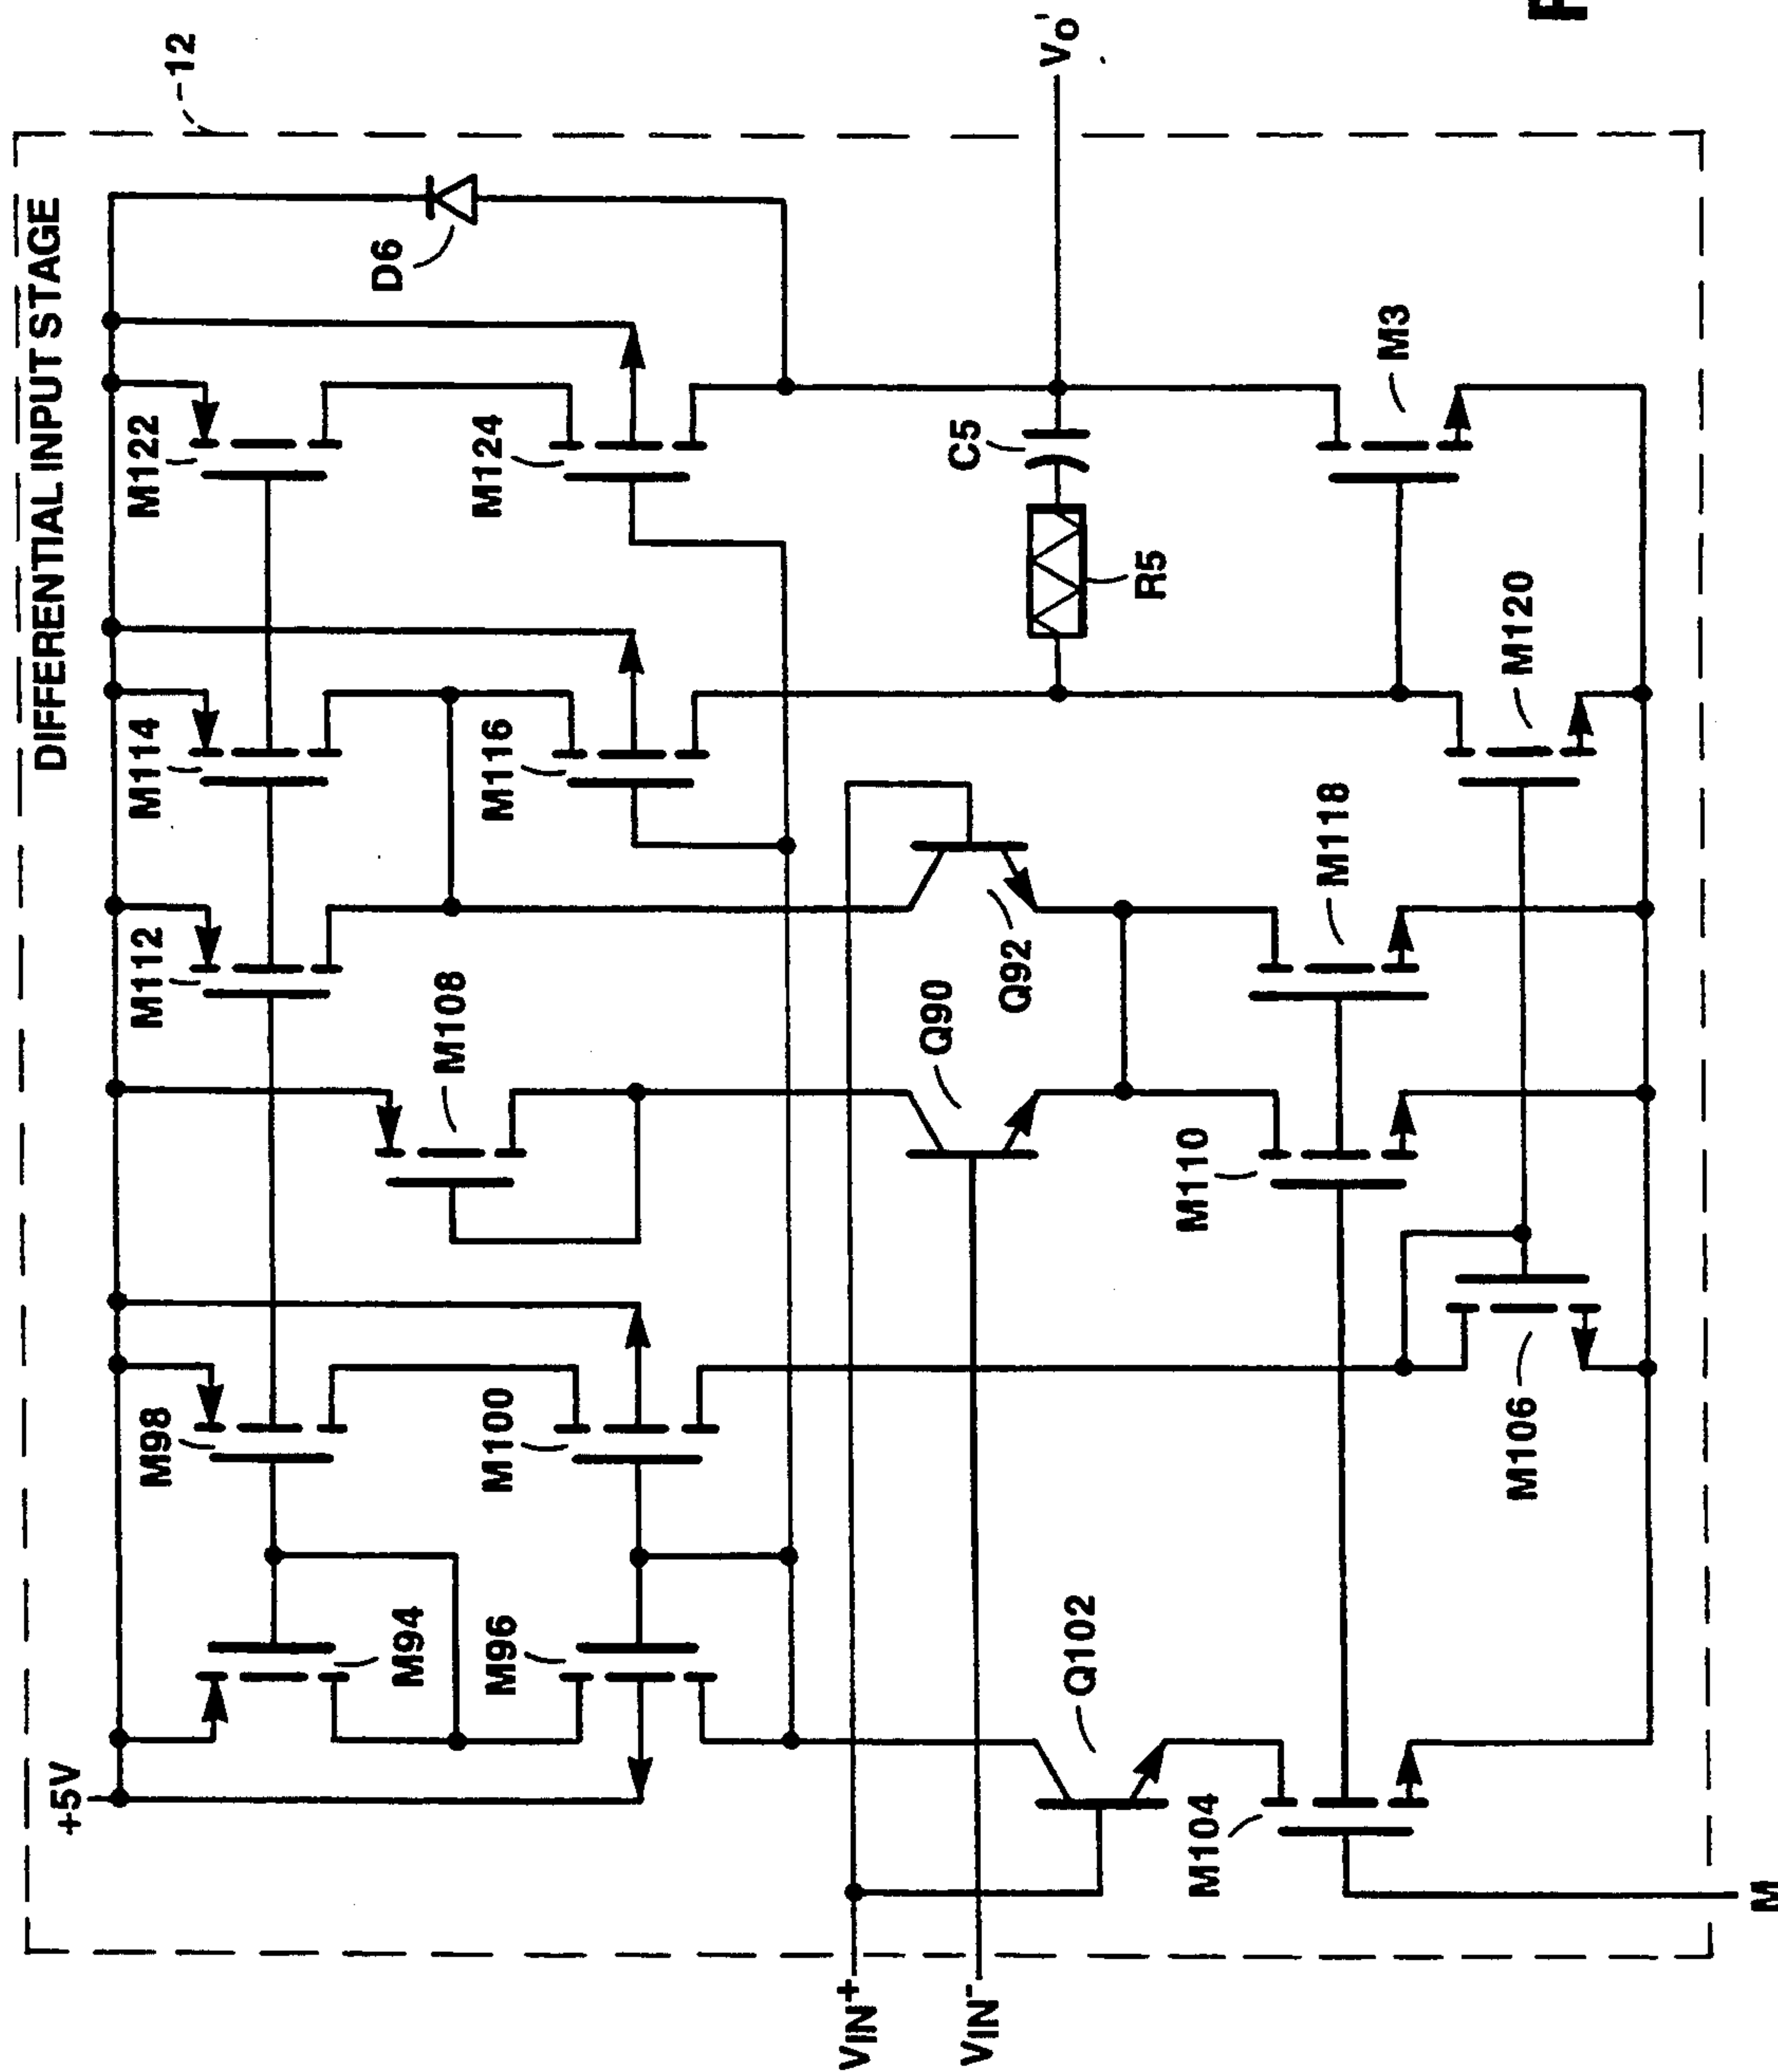 DIFFERENTIAL INPUT STAGE
12
+5V
M94
M98
M112
M114
M122
D6
M96
M100
M108
M116
M124
VIN+
VIN-
Q90
Q92
C5
R5
VO'
Q102
M104
M110
M118
M3
M106
M120
M